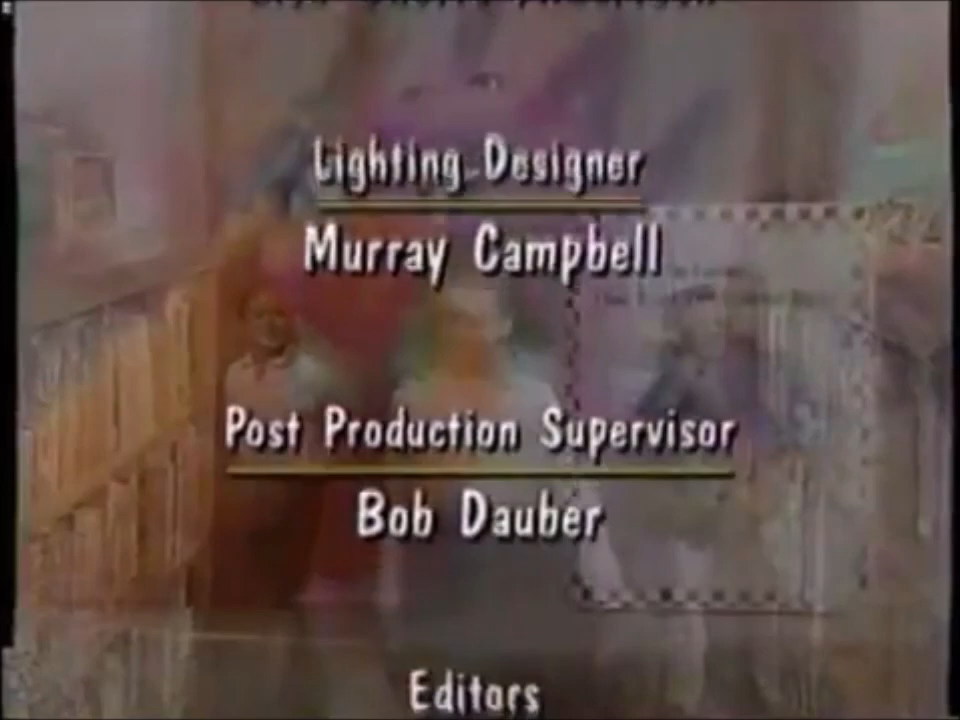 Lighting Designer
Murray Campbell
Post Production Supervisor
Bob Dauber
Editors